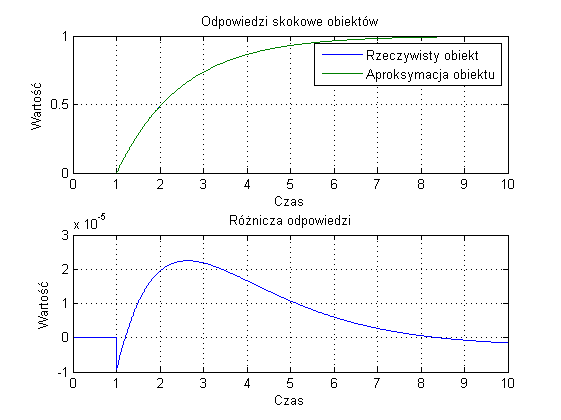 Odpowiedzi skokowe obiektów
1
0.5
0
Wartość
Rzeczywisty obiekt
Aproksymacja obiektu
0 1 2 3 4 5 6 7 8 9 10
Czas
Różnicza odpowiedzi
x 10^-5
3
2
1
0
-1
Wartość
0 1 2 3 4 5 6 7 8 9 10
Czas